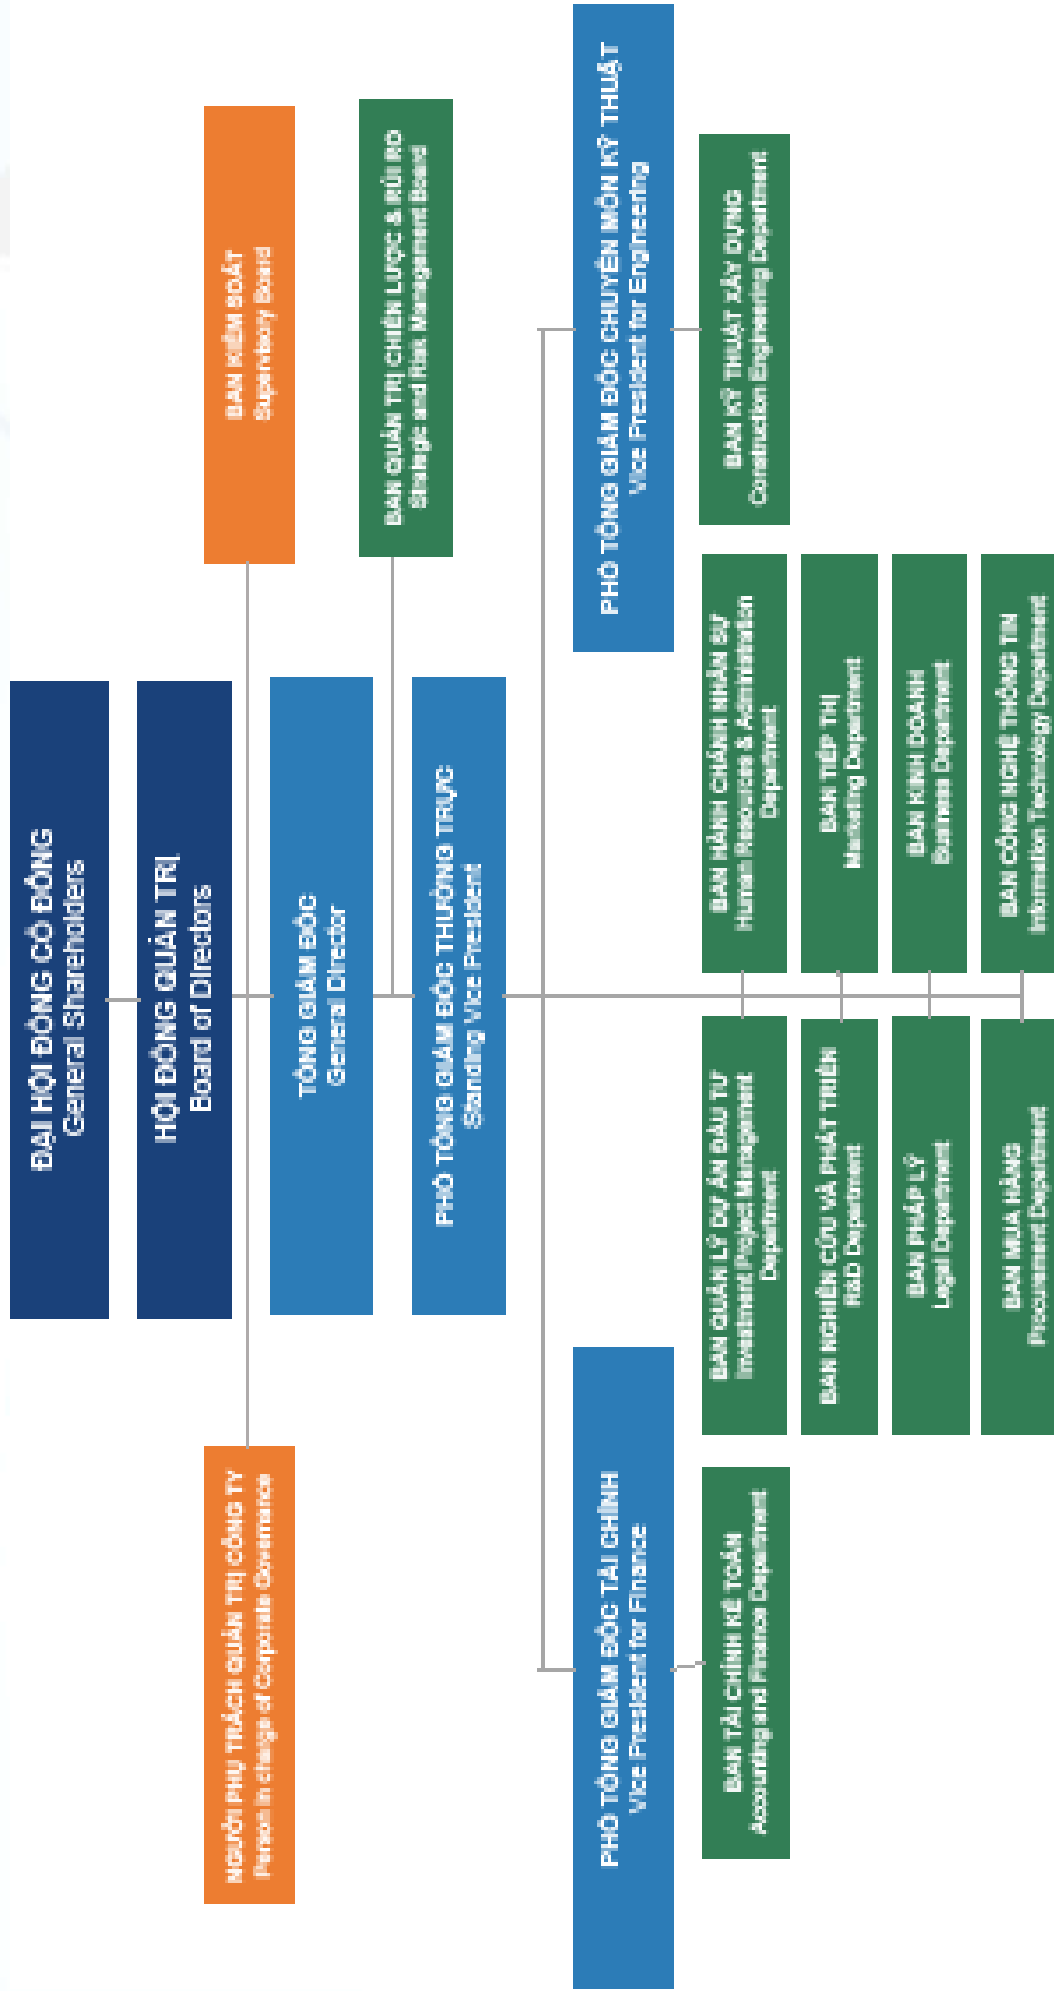 ĐẠI HỘI ĐỒNG CỔ ĐÔNG
General Shareholders
HỘI ĐỒNG QUẢN TRỊ
Board of Directors
NGƯỜI PHỤ TRÁCH QUẢN TRỊ CÔNG TY
Person in charge of Corporate Governance
BAN KIỂM SOÁT
Supervisory Board
TỔNG GIÁM ĐỐC
General Director
BAN QUẢN TRỊ CHIẾN LƯỢC & RỦI RO
Strategic and Risk Management Board
PHÓ TỔNG GIÁM ĐỐC THƯỜNG TRỰC
Standing Vice President
PHÓ TỔNG GIÁM ĐỐC TÀI CHÍNH
Vice President for Finance
PHÓ TỔNG GIÁM ĐỐC CHUYÊN MÔN KỸ THUẬT
Vice President for Engineering
BAN TÀI CHÍNH KẾ TOÁN
Accounting and Finance Department
BAN QUẢN LÝ DỰ ÁN ĐẦU TƯ
Investment Project Management
Department
BAN HÀNH CHÁNH NHÂN SỰ
Human Resources & Administration
Department
BAN KỸ THUẬT XÂY DỰNG
Construction Engineering Department
BAN NGHIÊN CỨU VÀ PHÁT TRIỂN
R&D Department
BAN TIẾP THỊ
Marketing Department
BAN PHÁP LÝ
Legal Department
BAN KINH DOANH
Business Department
BAN MUA HÀNG
Procurement Department
BAN CÔNG NGHỆ THÔNG TIN
Information Technology Department